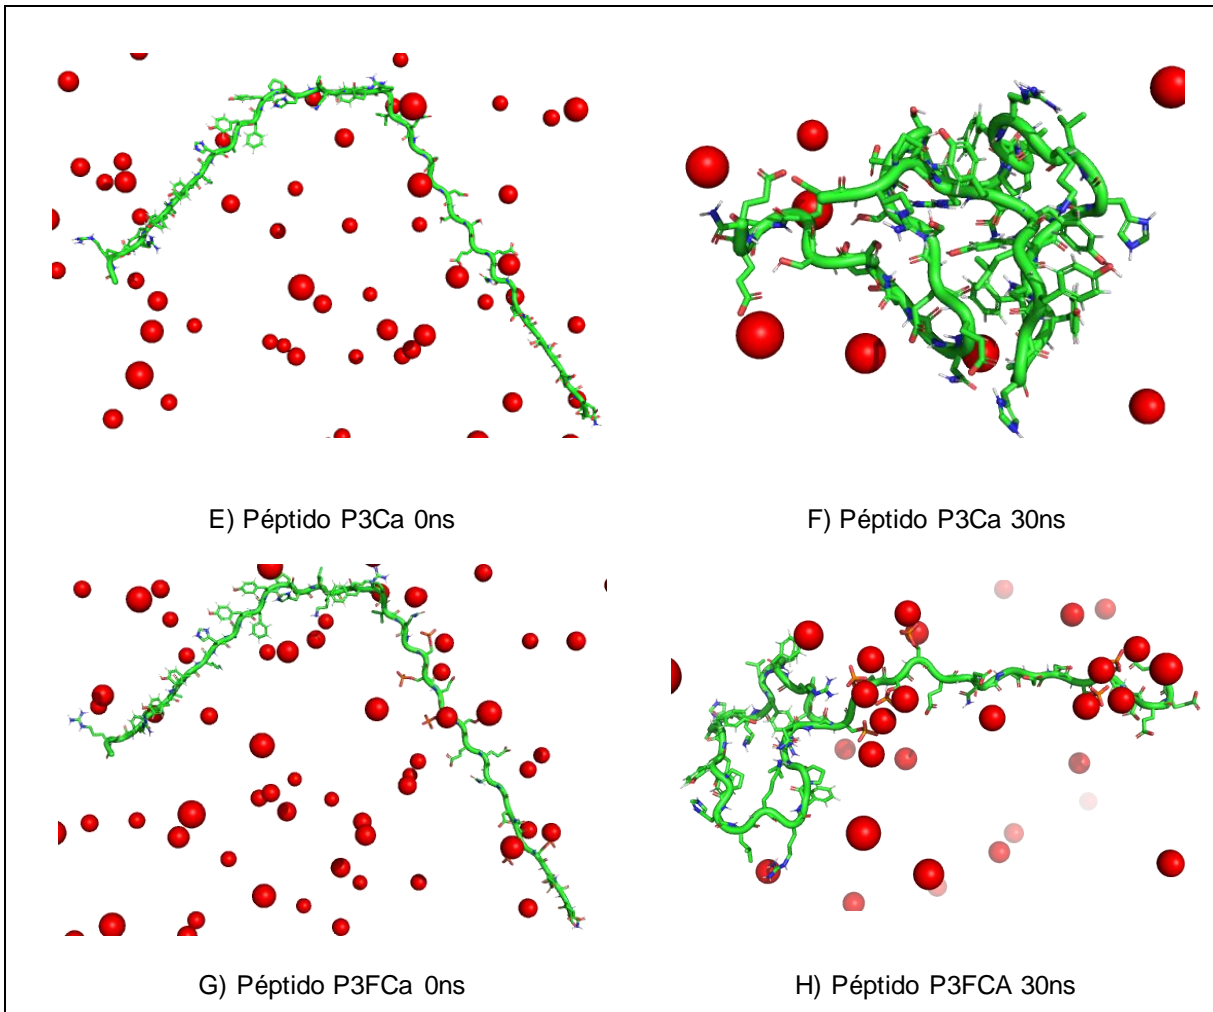 E) Péptido P3Ca 0ns
F) Péptido P3Ca 30ns
G) Péptido P3FCa 0ns
H) Péptido P3FCA 30ns